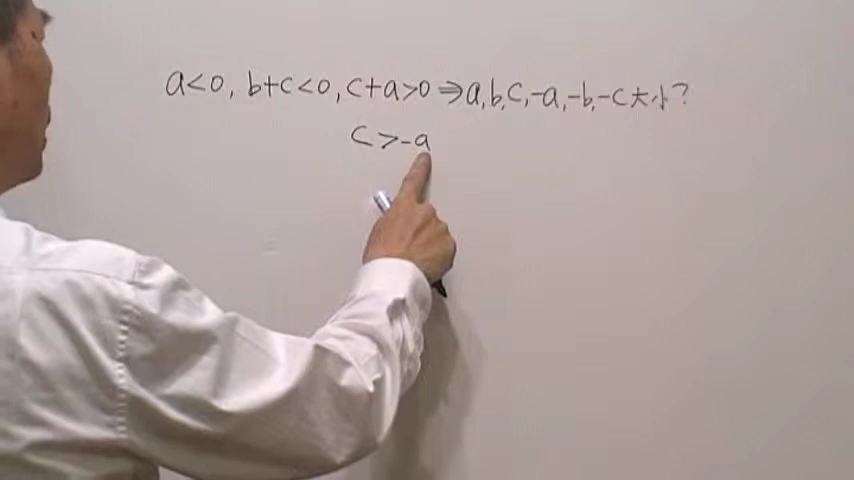 a<0, b+c<0, c+a>0 ⇒ a, b, c, -a, -b, -c 大小?
c>-a